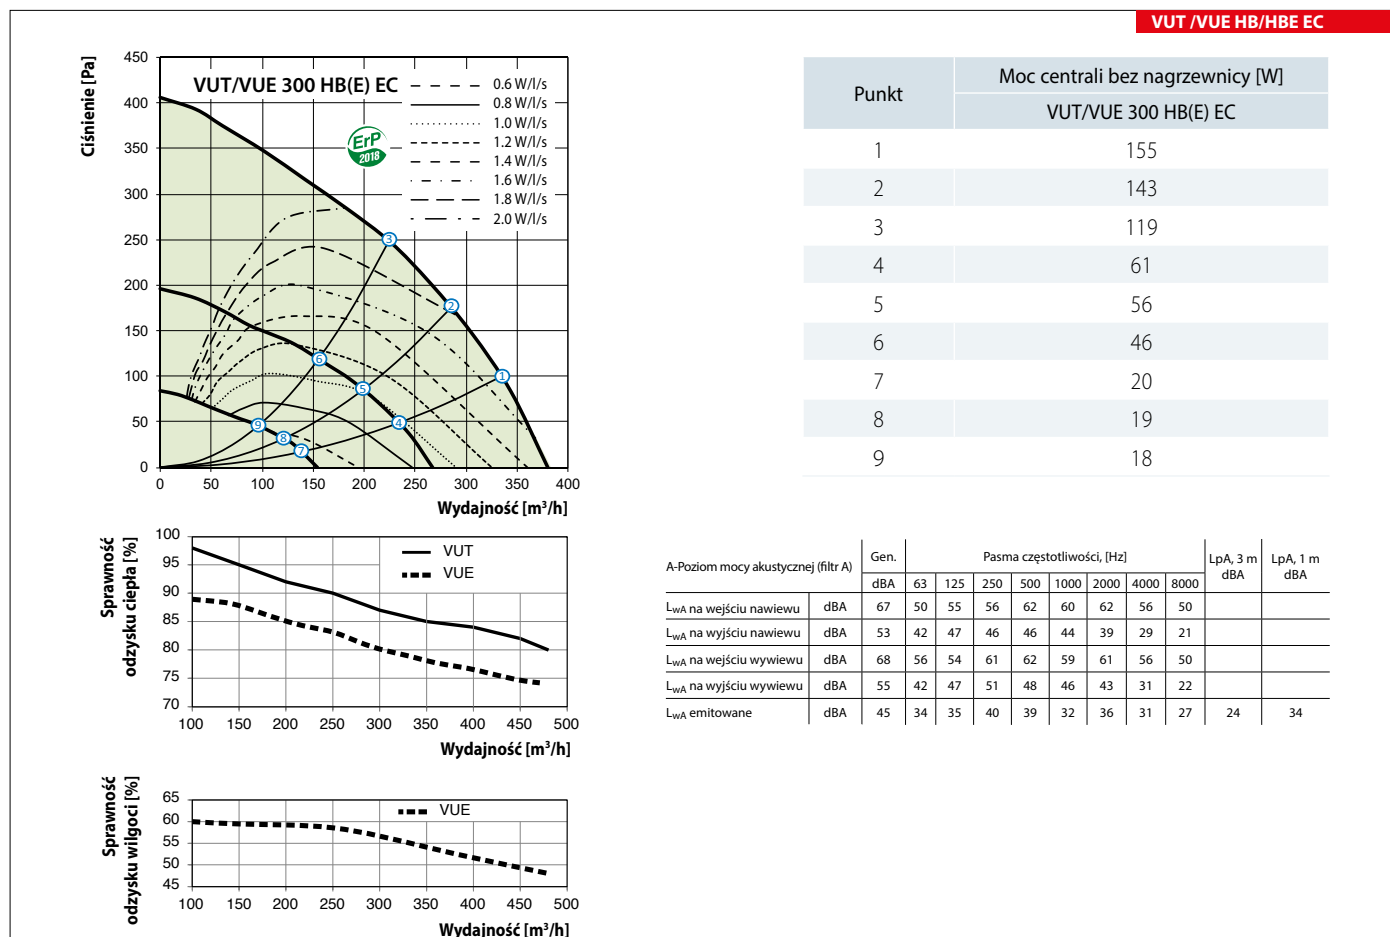 VUT /VUE HB/HBE EC
Ciśnienie [Pa]
450
400
350
300
250
200
150
100
50
0
VUT/VUE 300 HB(E) EC
ErP
2018
0.6 W/l/s
0.8 W/l/s
1.0 W/l/s
1.2 W/l/s
1.4 W/l/s
1.6 W/l/s
1.8 W/l/s
2.0 W/l/s
3
2
1
6
5
4
9
8
7
0 50 100 150 200 250 300 350 400
Wydajność [m³/h]
Punkt
Moc centrali bez nagrzewnicy [W]
VUT/VUE 300 HB(E) EC
1 155
2 143
3 119
4 61
5 56
6 46
7 20
8 19
9 18
Sprawność
odzysku ciepła [%]
100
95
90
85
80
75
70
VUT
VUE
100 150 200 250 300 350 400 450 500
Wydajność [m³/h]
A-Poziom mocy akustycznej (filtr A) Gen. Pasma częstotliwości, [Hz] LpA, 3 m dBA LpA, 1 m dBA
dBA 63 125 250 500 1000 2000 4000 8000
LwA na wejściu nawiewu dBA 67 50 55 56 62 60 62 56 50
LwA na wyjściu nawiewu dBA 53 42 47 46 46 44 39 29 21
LwA na wejściu wywiewu dBA 68 56 54 61 62 59 61 56 50
LwA na wyjściu wywiewu dBA 55 42 47 51 48 46 43 31 22
LwA emitowane dBA 45 34 35 40 39 32 36 31 27 24 34
Sprawność
odzysku wilgoci [%]
65
60
55
50
45
VUE
100 150 200 250 300 350 400 450 500
Wydajność [m³/h]